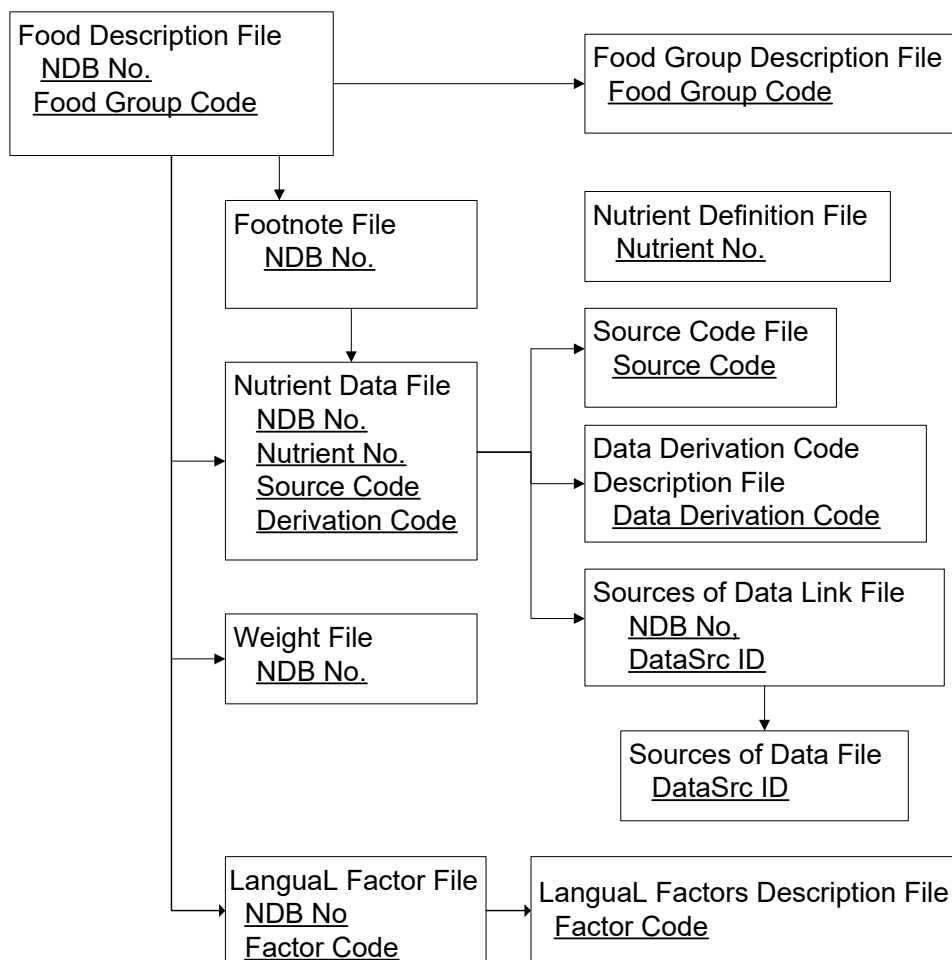 Food Description File
NDB No.
Food Group Code
Food Group Description File
Food Group Code
Footnote File
NDB No.
Nutrient Definition File
Nutrient No.
Source Code File
Source Code
Nutrient Data File
NDB No.
Nutrient No.
Source Code
Derivation Code
Data Derivation Code
Description File
Data Derivation Code
Sources of Data Link File
NDB No,
DataSrc ID
Weight File
NDB No.
Sources of Data File
DataSrc ID
LanguaL Factor File
NDB No
Factor Code
LanguaL Factors Description File
Factor Code